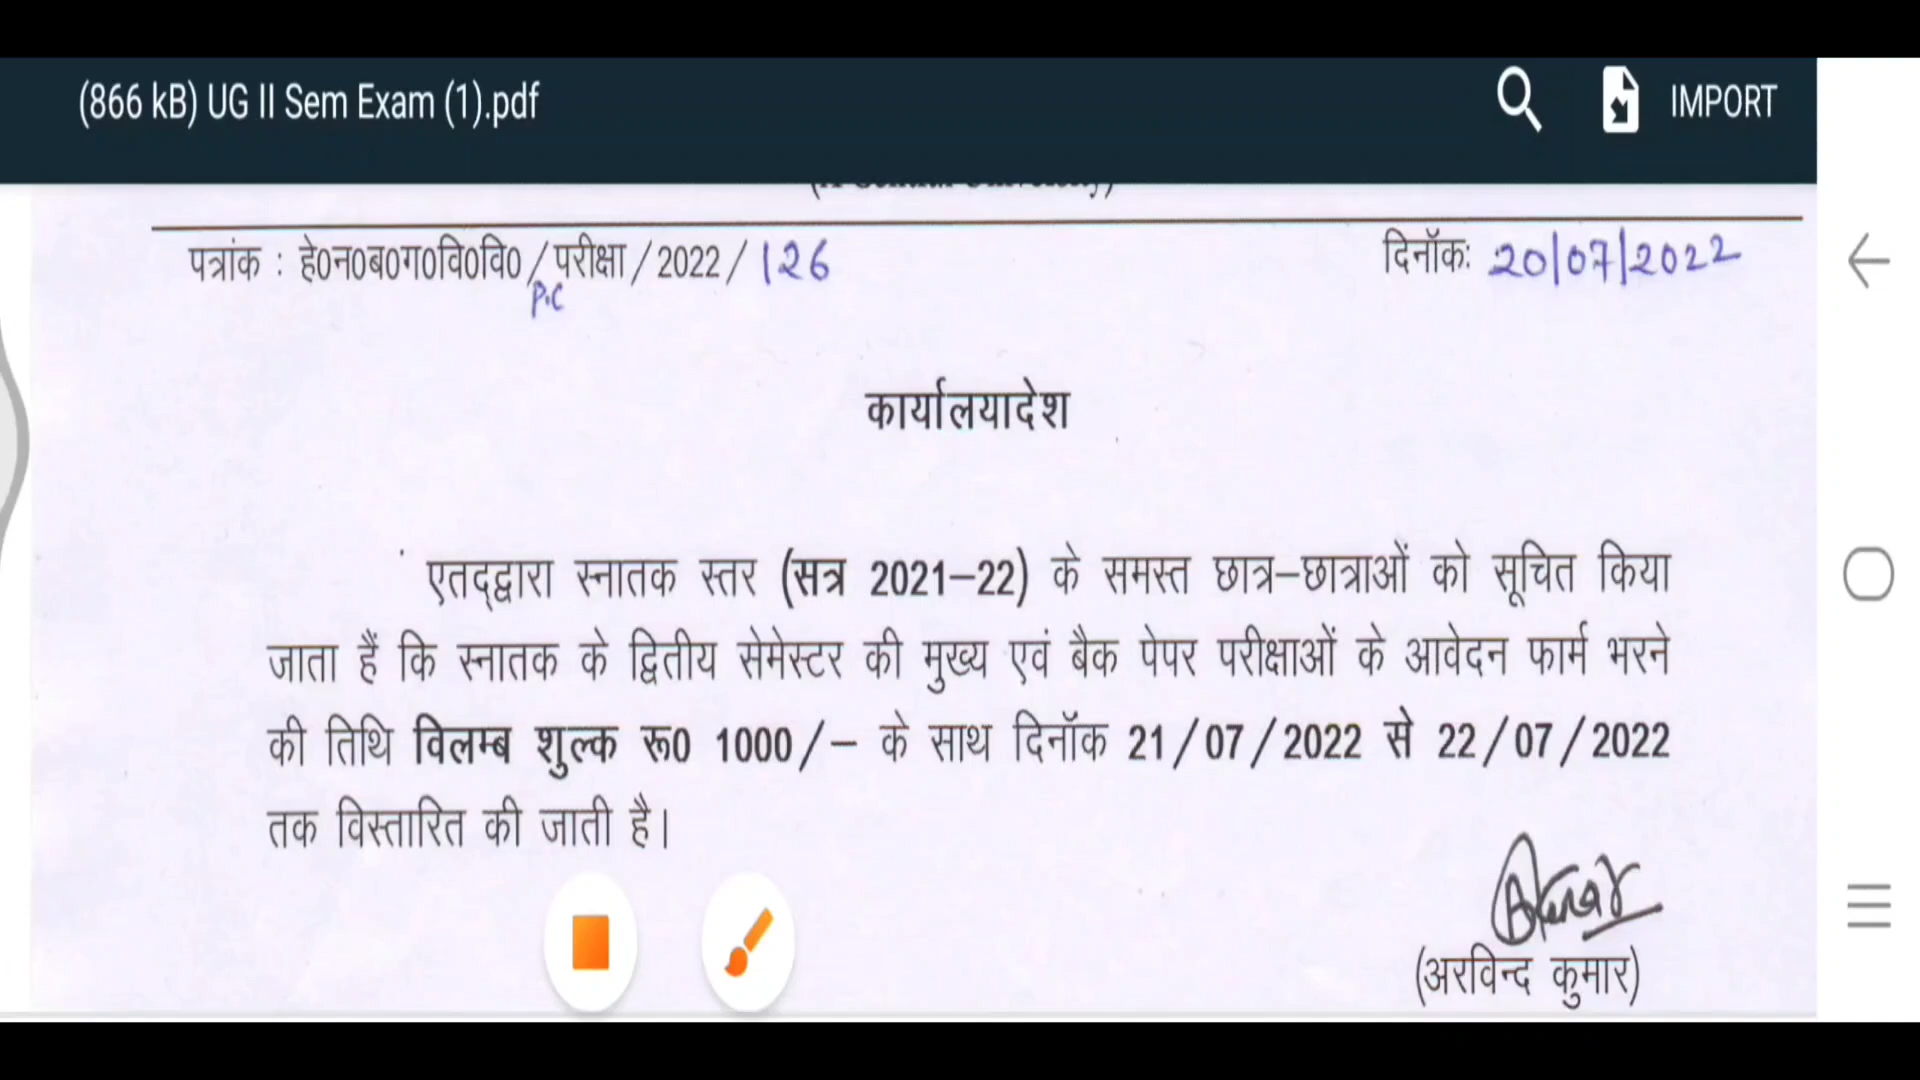 (866 kB) UG II Sem Exam (1).pdf
IMPORT
पत्रांक : हे0न0ब0ग0वि0वि0/परीक्षा/2022/126
P.C
दिनॉकः 20/07/2022
कार्यालयादेश
एतद्द्वारा स्नातक स्तर (सत्र 2021–22) के समस्त छात्र–छात्राओं को सूचित किया
जाता हैं कि स्नातक के द्वितीय सेमेस्टर की मुख्य एवं बैक पेपर परीक्षाओं के आवेदन फार्म भरने
की तिथि विलम्ब शुल्क रू0 1000/– के साथ दिनॉक 21/07/2022 से 22/07/2022
तक विस्तारित की जाती है।
(अरविन्द कुमार)